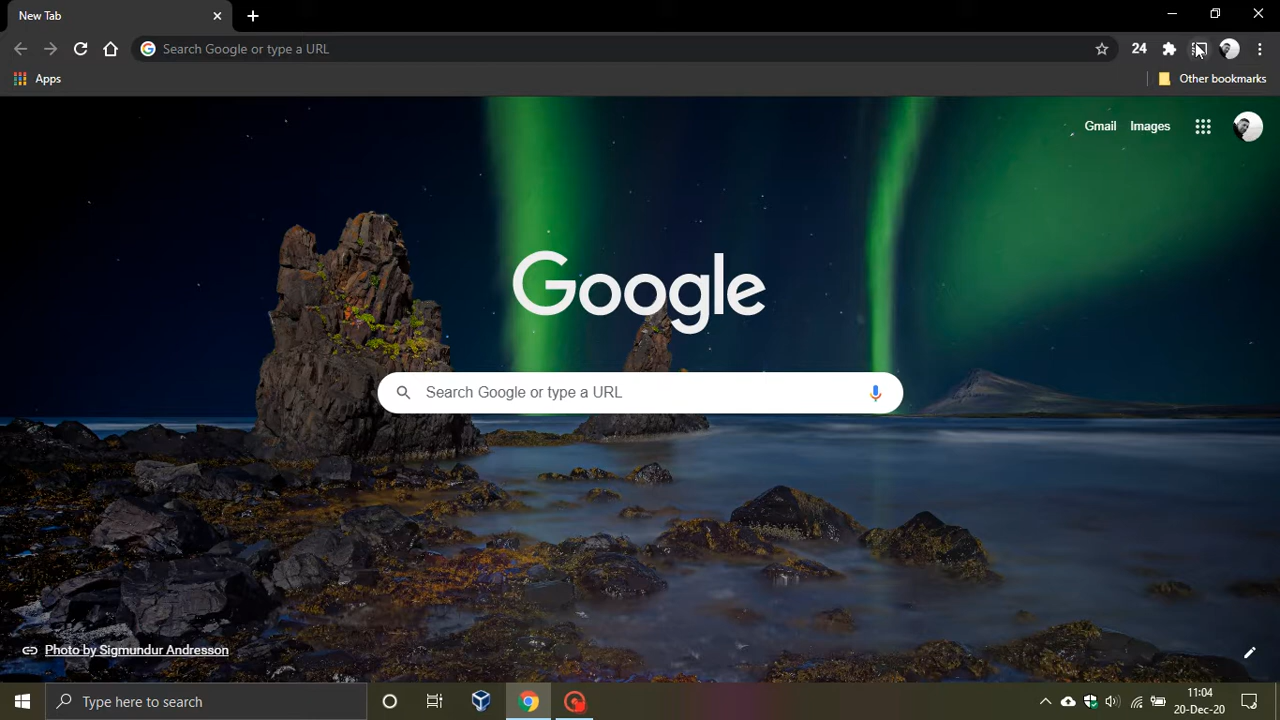 New Tab
Search Google or type a URL
24
Apps
Other bookmarks
Gmail Images
Google
Search Google or type a URL
Photo by Sigmundur Andresson
Type here to search
11:04
20-Dec-20